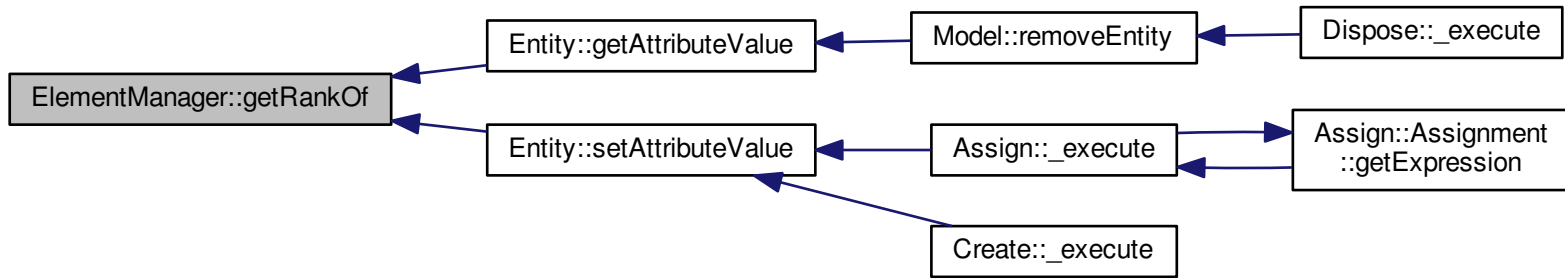 ElementManager::getRankOf
Entity::getAttributeValue
Model::removeEntity
Dispose::_execute
Entity::setAttributeValue
Assign::_execute
Assign::Assignment
::getExpression
Create::_execute